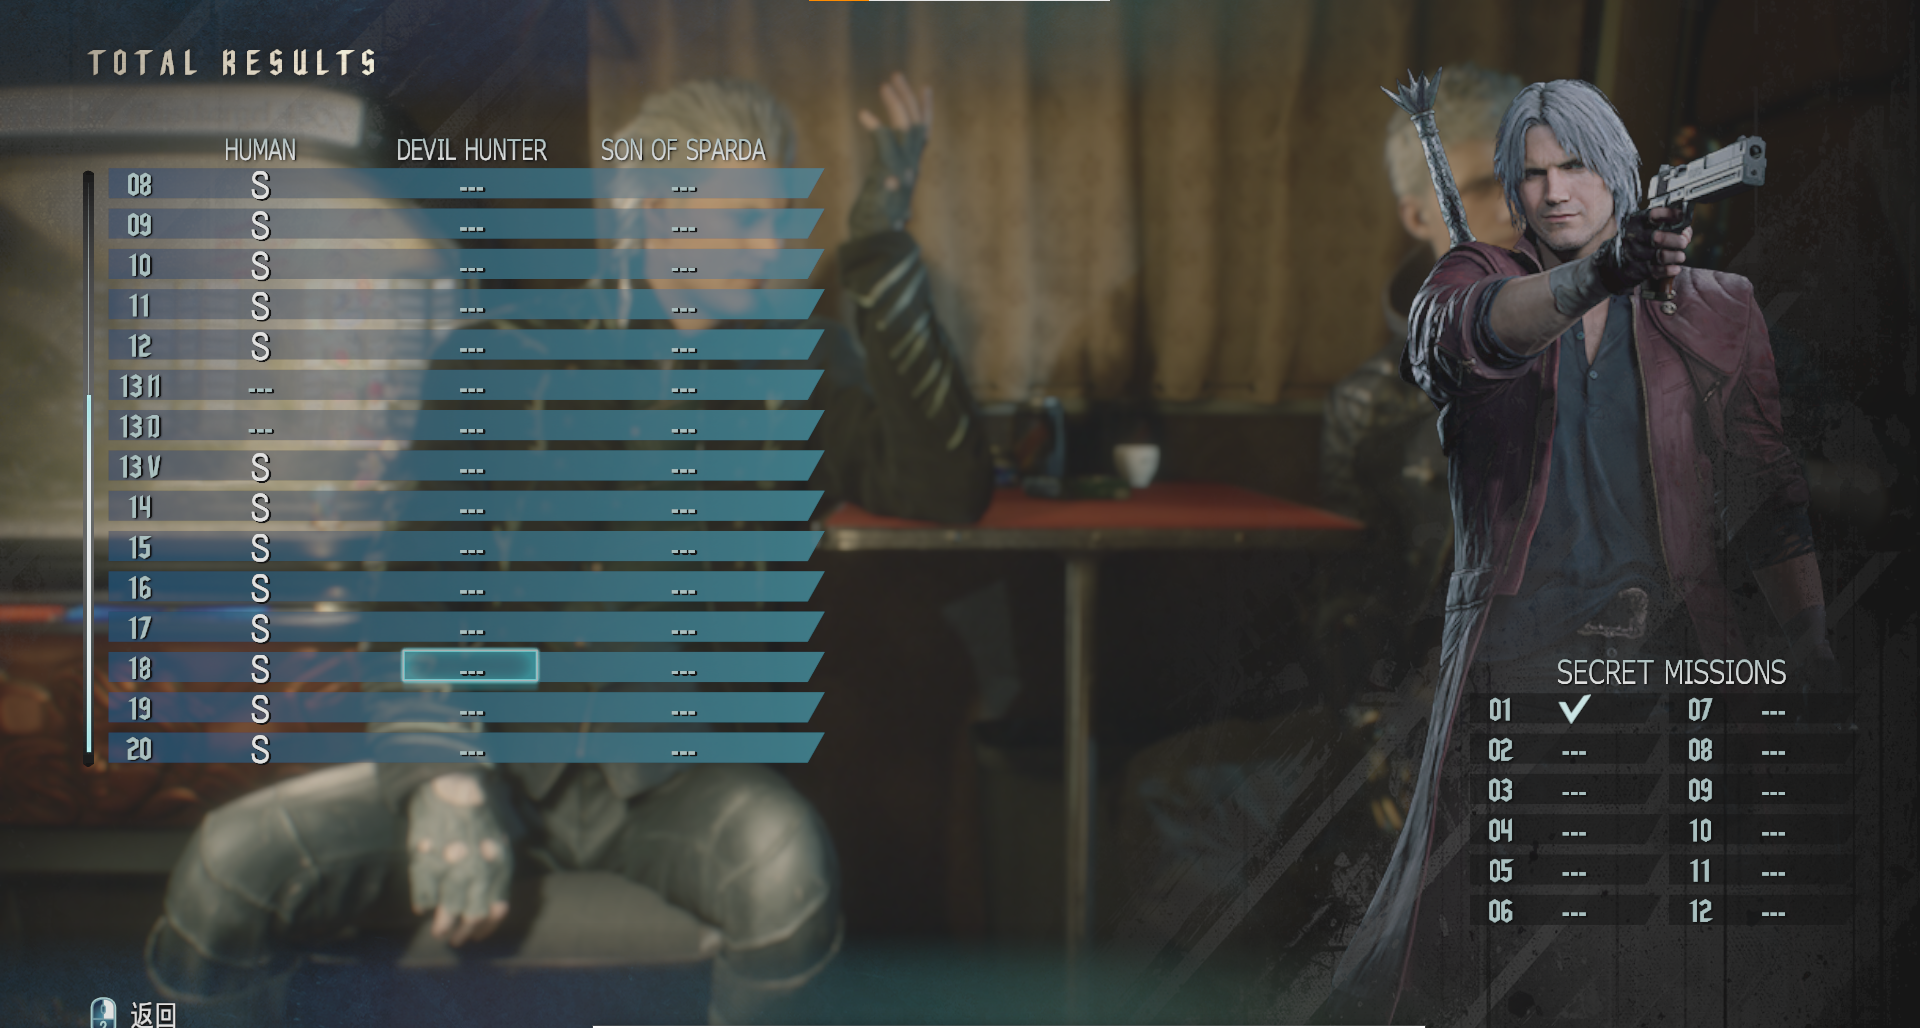 TOTAL RESULTS
HUMAN DEVIL HUNTER SON OF SPARDA
08 S --- ---
09 S --- ---
10 S --- ---
11 S --- ---
12 S --- ---
13 N --- --- ---
13 D --- --- ---
13 V S --- ---
14 S --- ---
15 S --- ---
16 S --- ---
17 S --- ---
18 S --- ---
19 S --- ---
20 S --- ---
SECRET MISSIONS
01 ✓ 07 ---
02 --- 08 ---
03 --- 09 ---
04 --- 10 ---
05 --- 11 ---
06 --- 12 ---
2 返回